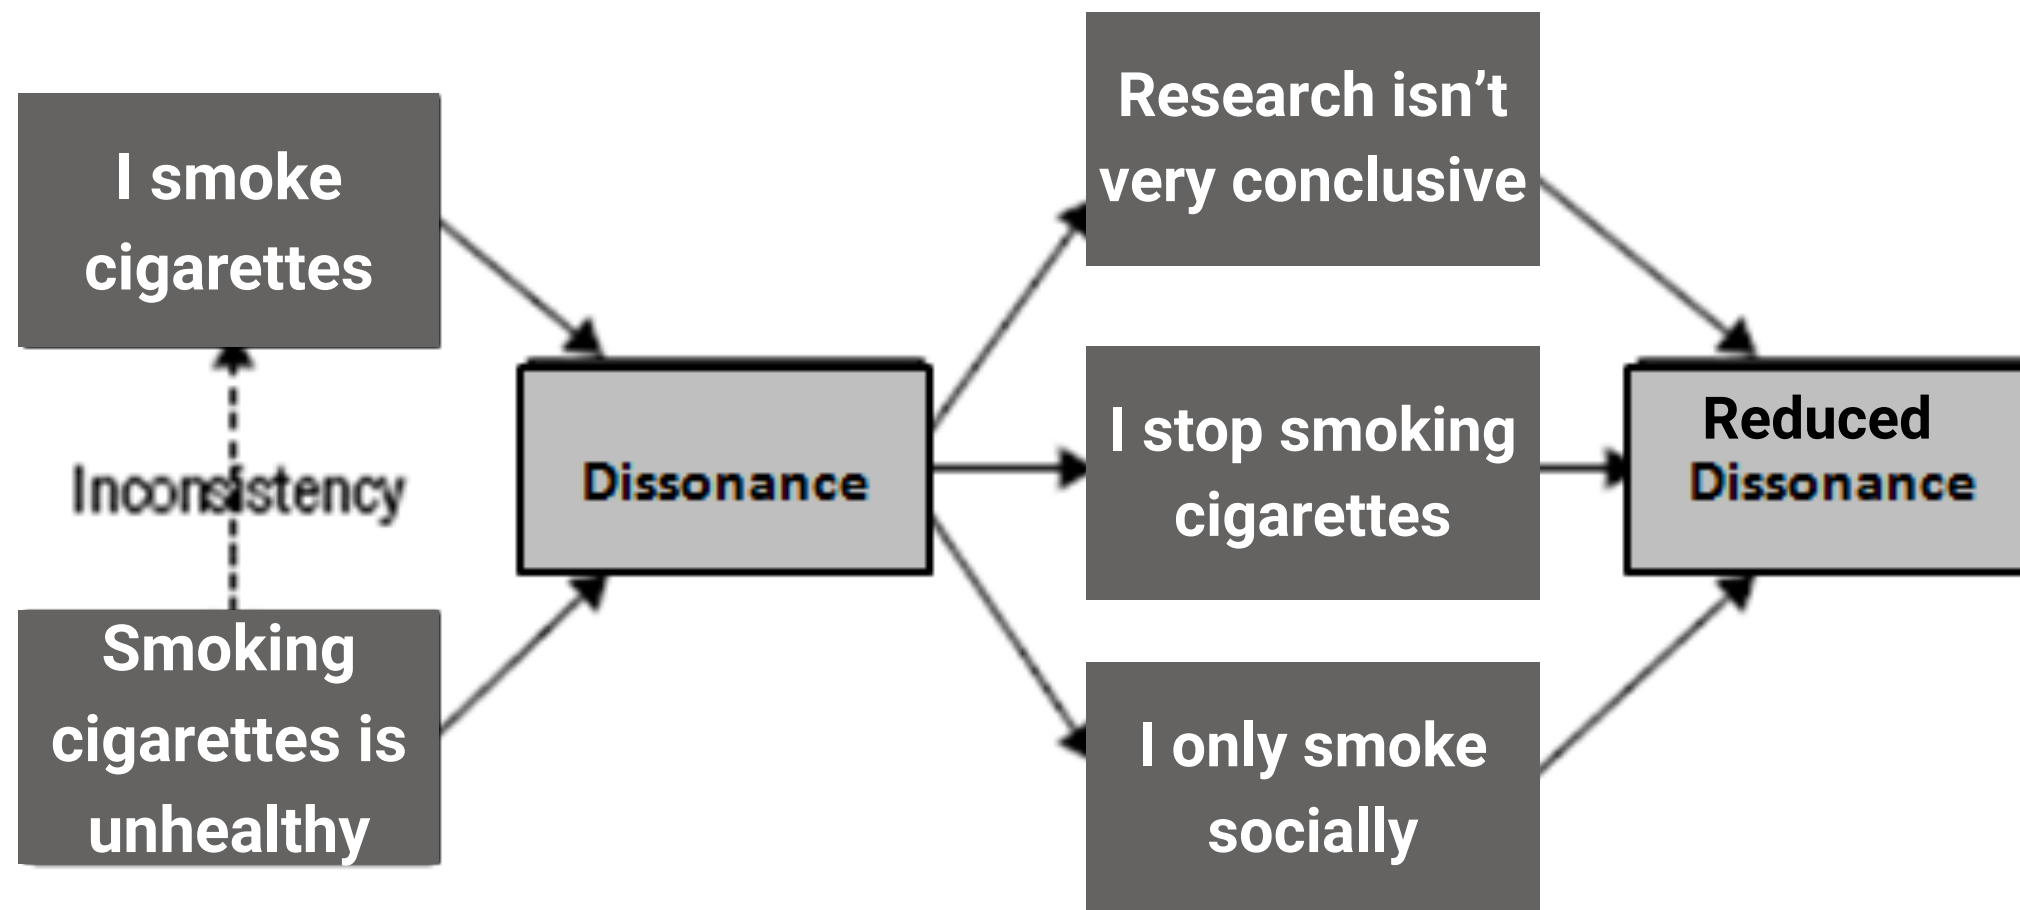 I smoke
cigarettes
Inconsistency
Smoking
cigarettes is
unhealthy
Dissonance
Research isn’t
very conclusive
I stop smoking
cigarettes
I only smoke
socially
Reduced
Dissonance